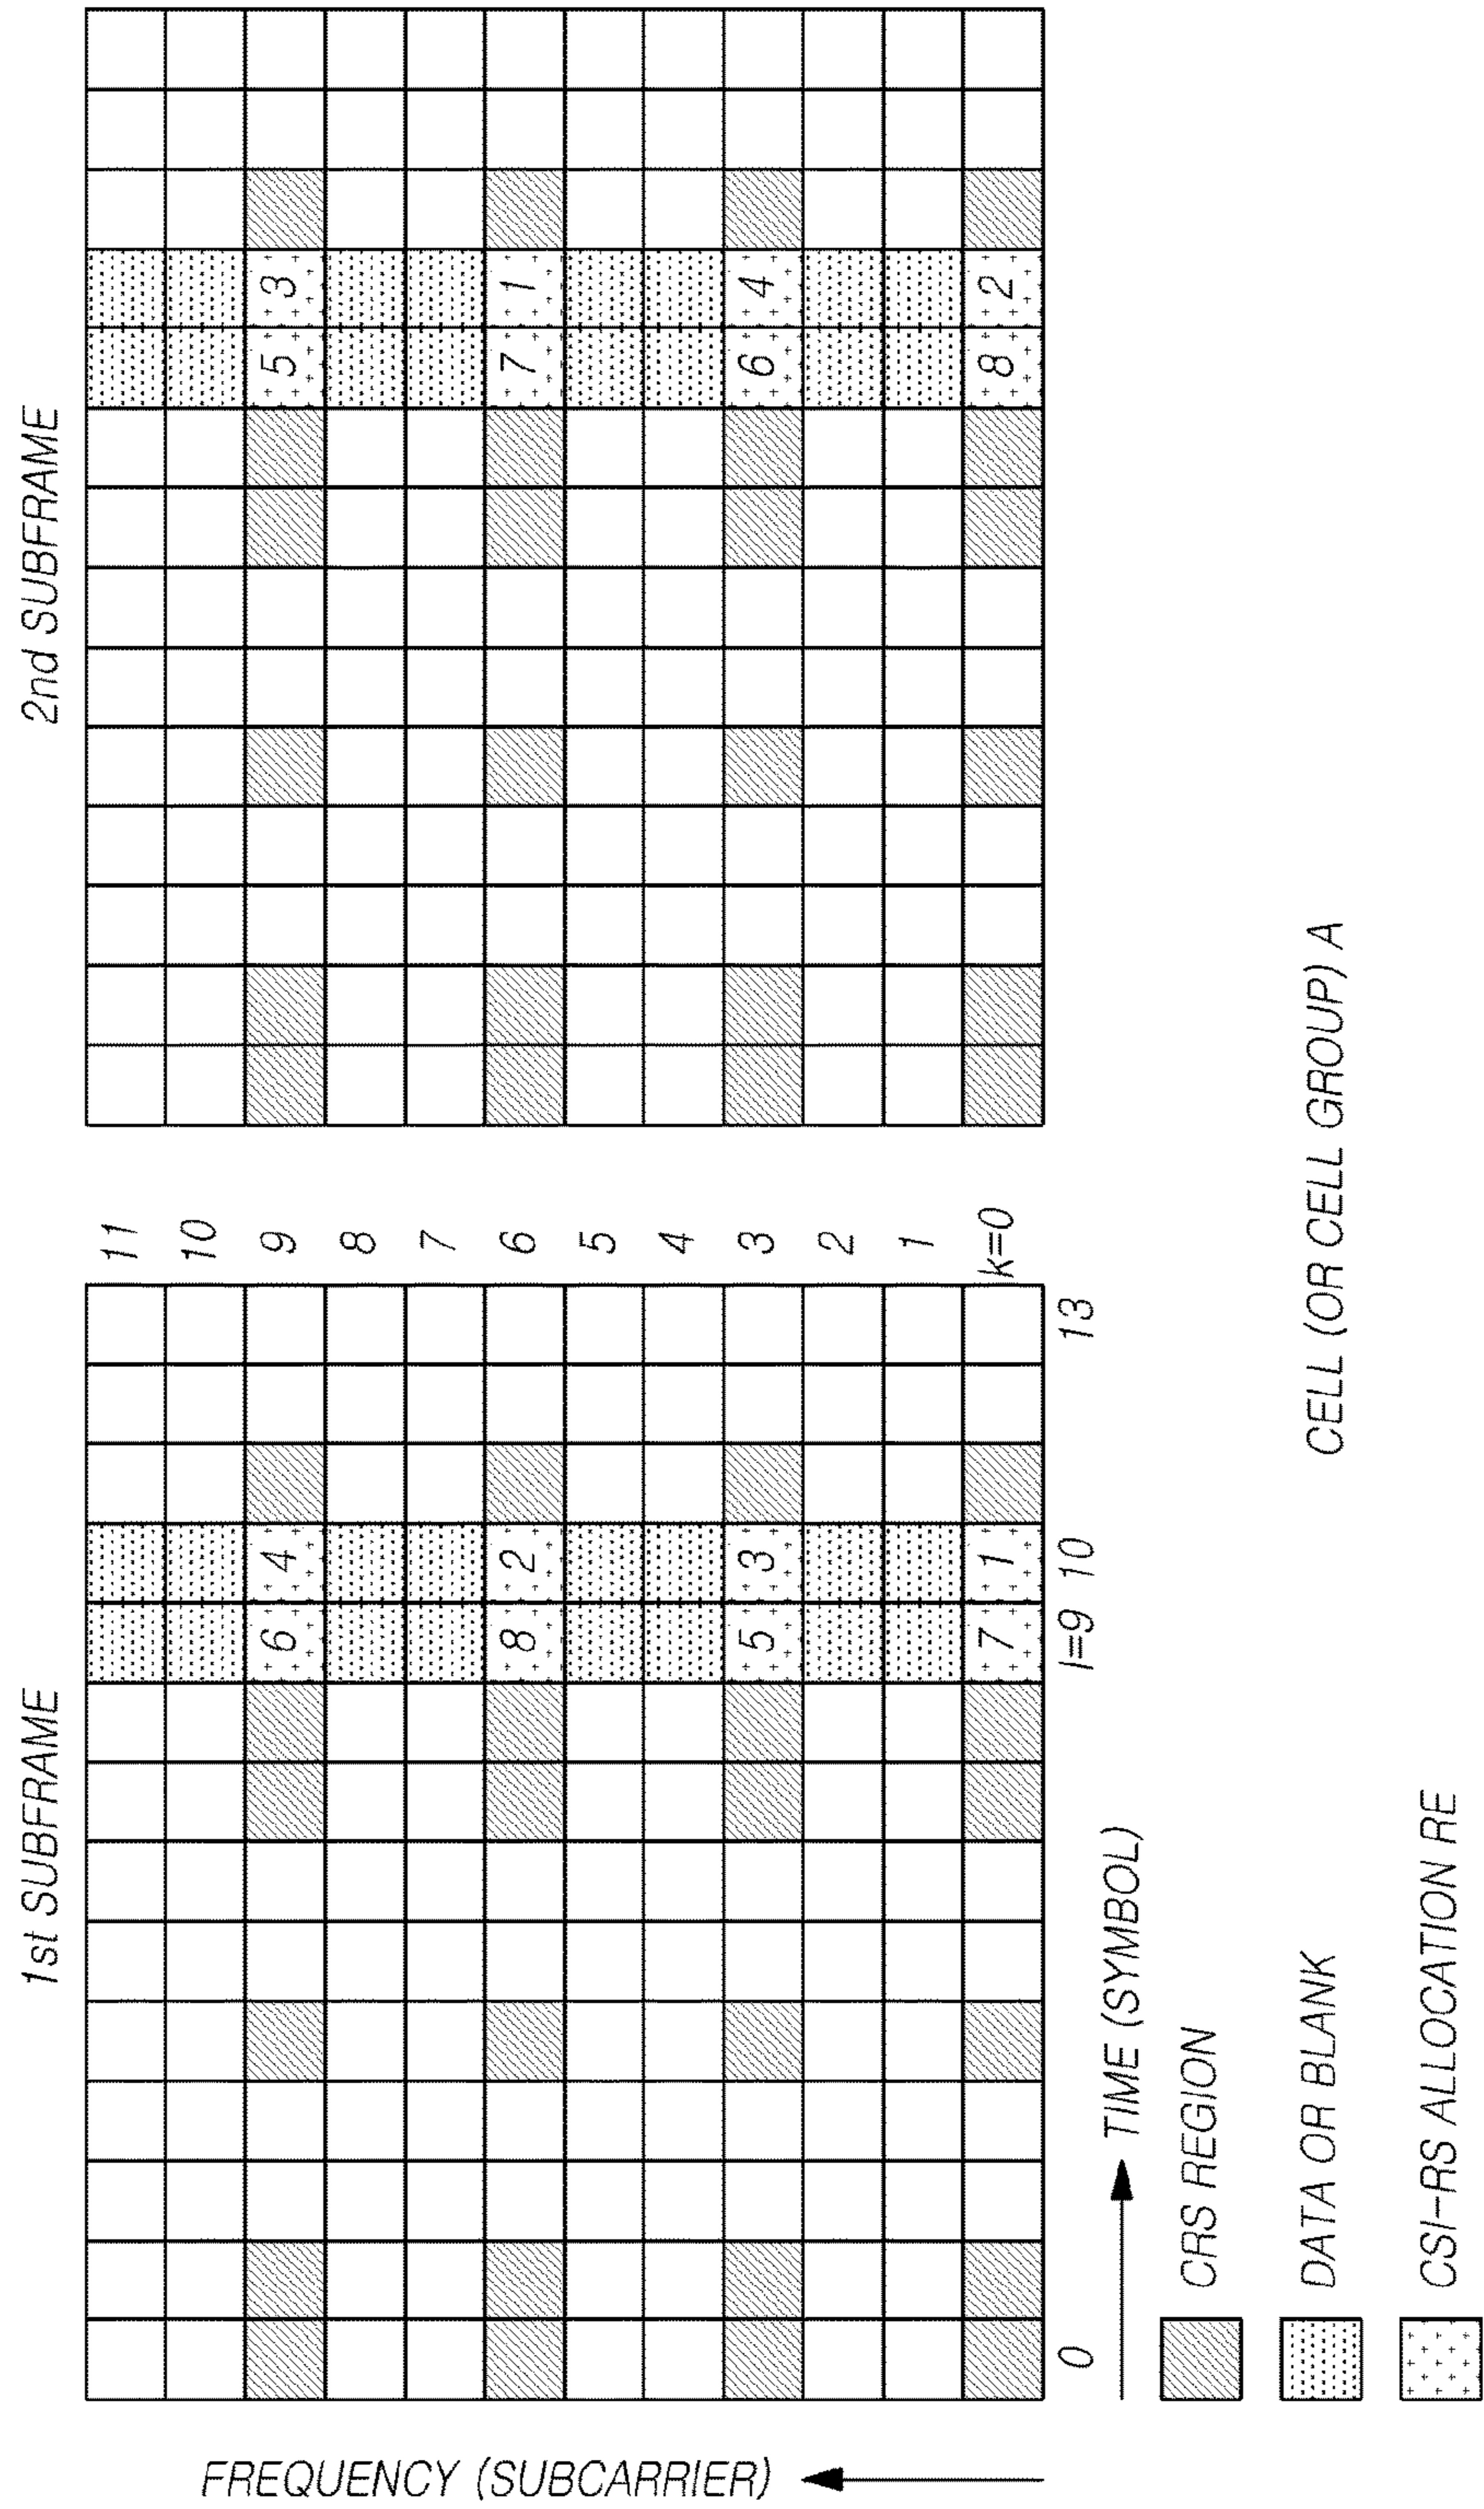 1st SUBFRAME
2nd SUBFRAME
11
10
9
8
7
6
5
4
3
2
1
k=0
6 4
8 2
5 3
7 1
5 3
7 1
6 4
8 2
0
l=9 10
13
FREQUENCY (SUBCARRIER)
TIME (SYMBOL)
CRS REGION
DATA OR BLANK
CSI-RS ALLOCATION RE
CELL (OR CELL GROUP) A